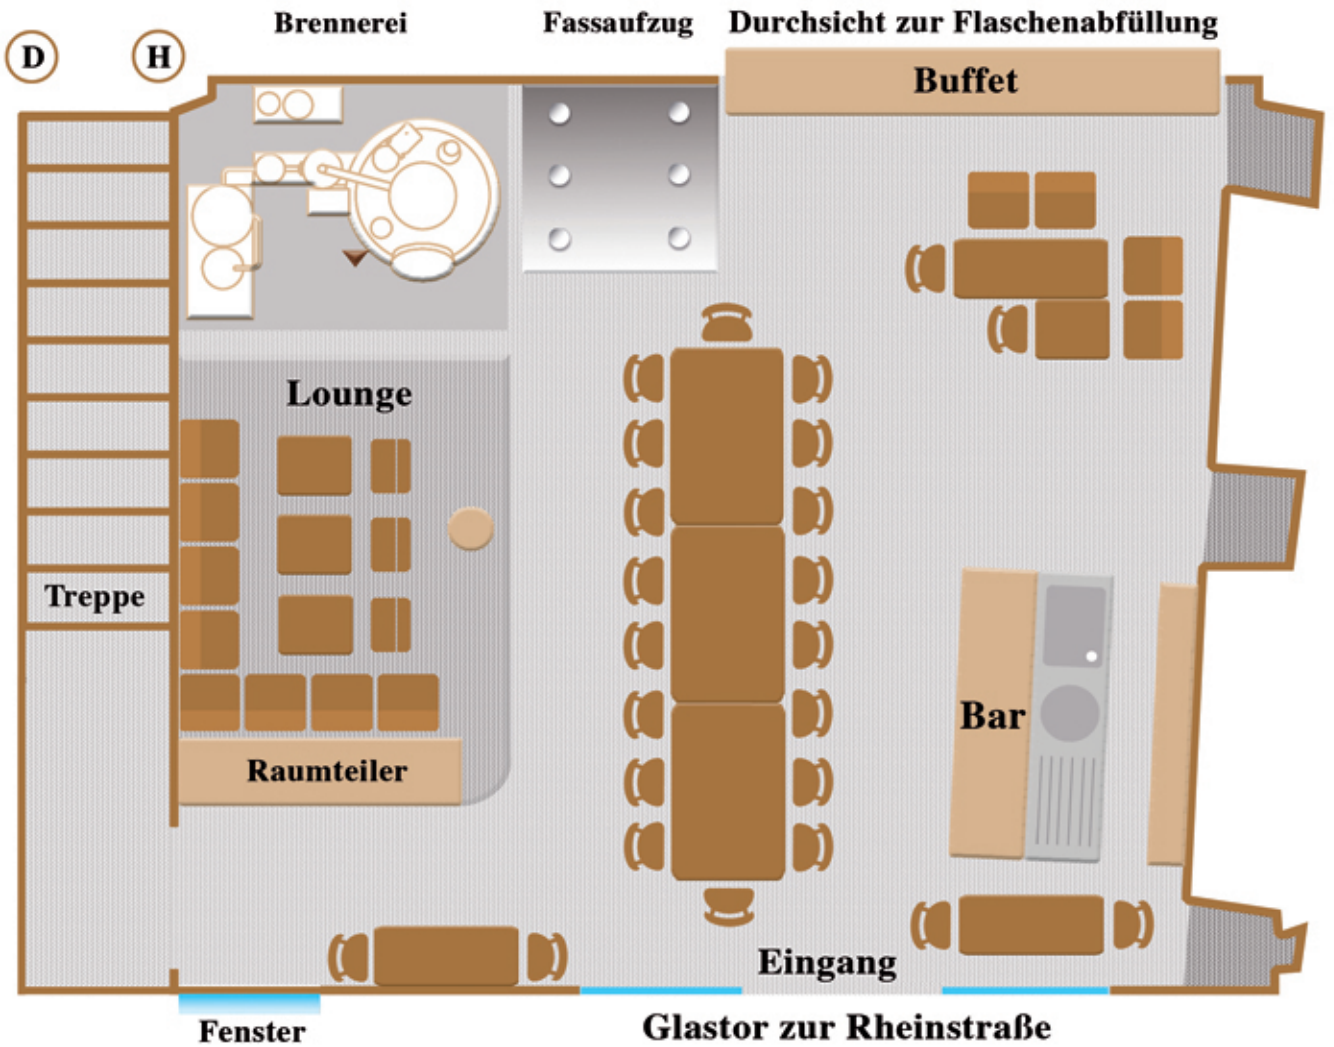 Brennerei
Fassaufzug
Durchsicht zur Flaschenabfüllung
D
H
Buffet
Lounge
Treppe
Bar
Raumteiler
Eingang
Fenster
Glastor zur Rheinstraße